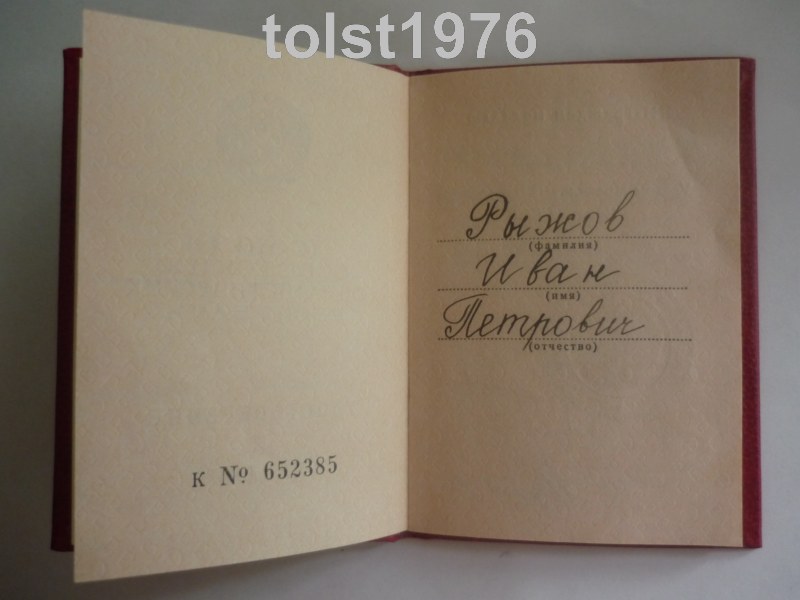 tolst1976
К № 652385
Рыжов
(фамилия)
Иван
(имя)
Петрович
(отчество)